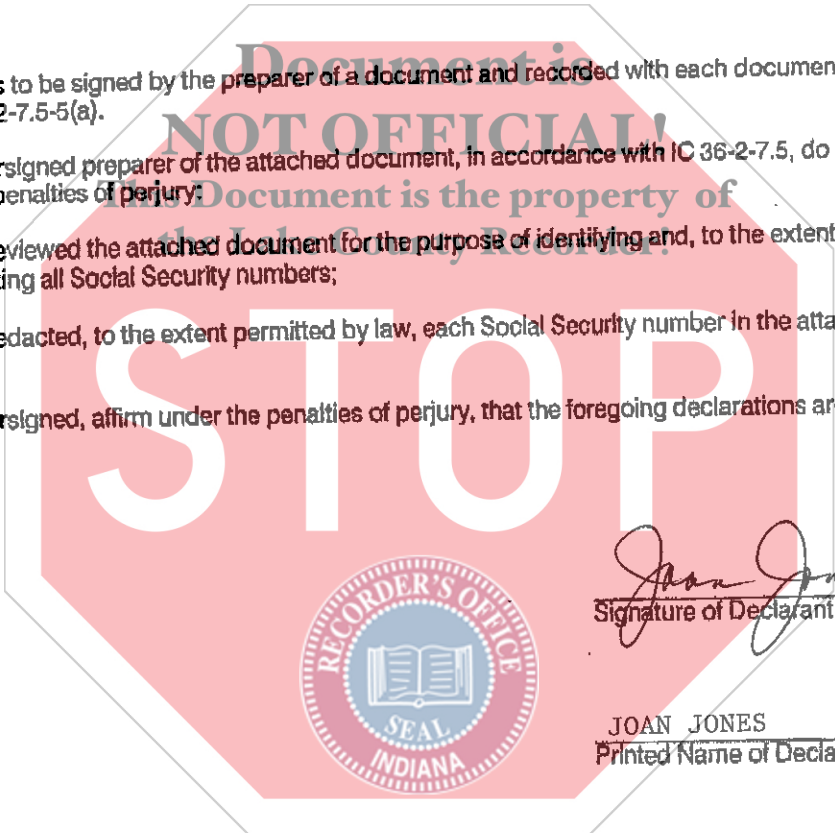 Document is
s to be signed by the preparer of a document and recorded with each documen
2-7.5-5(a).
NOT OFFICIAL!
rsigned preparer of the attached document, in accordance with IC 36-2-7.5, do
penalties of perjury:
This Document is the property of
the Lake County Recorder!
eviewed the attached document for the purpose of identifying and, to the extent
ing all Social Security numbers;
edacted, to the extent permitted by law, each Social Security number in the atta
STOP
rsigned, affirm under the penalties of perjury, that the foregoing declarations ar
Joan Jon
Signature of Declarant
RECORDER'S OFFICE
SEAL
INDIANA
JOAN JONES
Printed Name of Decla